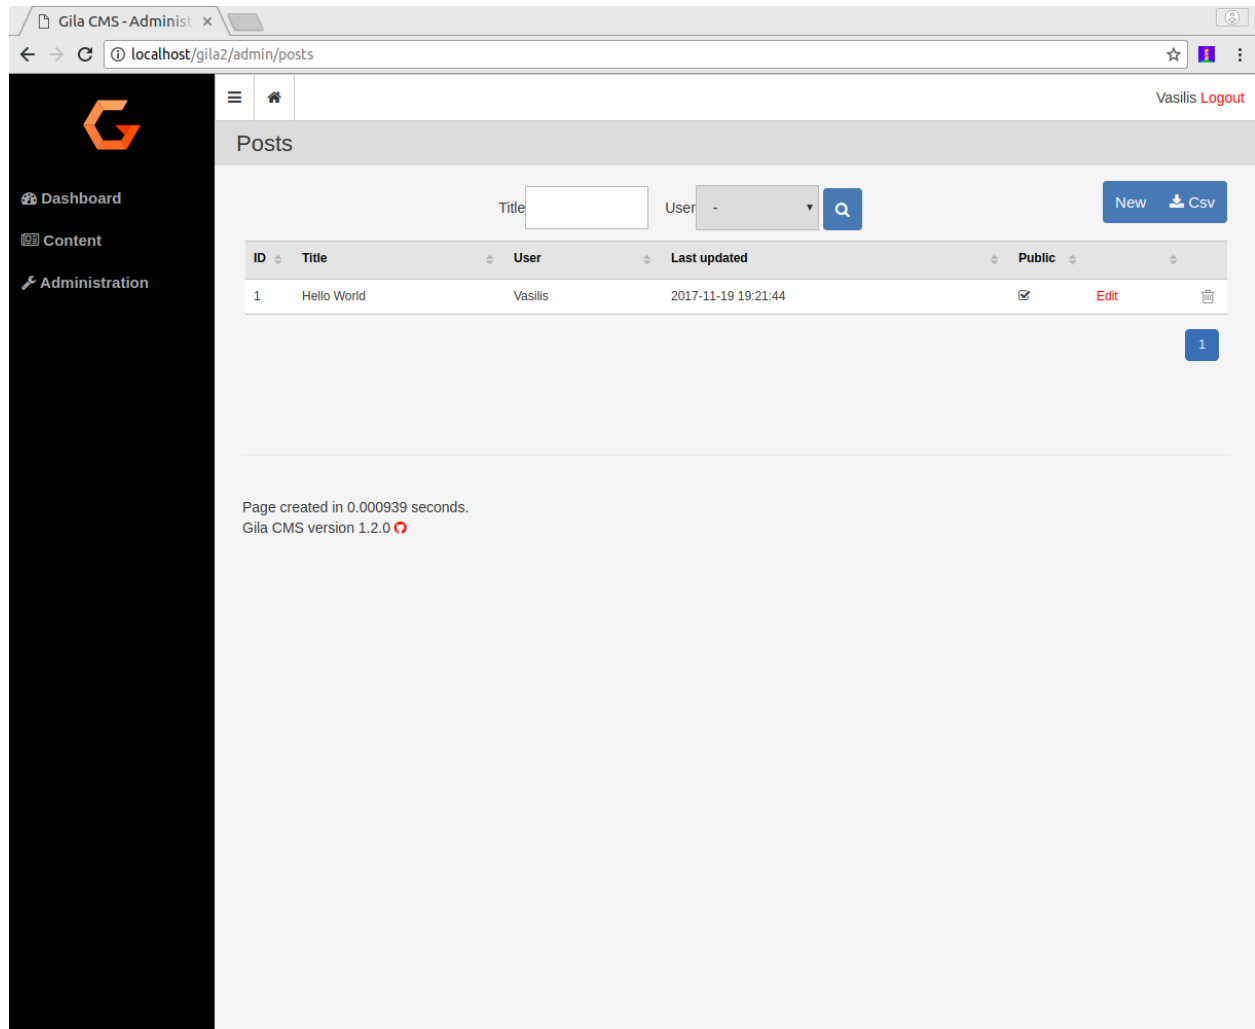 Gila CMS - Administ
localhost/gila2/admin/posts
Vasilis Logout
Posts
Dashboard
Content
Administration
Title User - New Csv
ID Title User Last updated Public
1 Hello World Vasilis 2017-11-19 19:21:44 Edit
1
Page created in 0.000939 seconds.
Gila CMS version 1.2.0